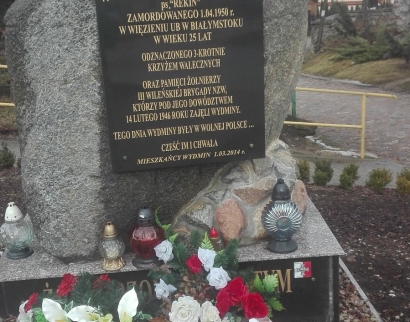 ps. "REKIN"
ZAMORDOWANEGO 1.04.1950 r.
W WIĘZIENIU UB W BIAŁYMSTOKU
W WIEKU 25 LAT
ODZNACZONEGO 3-KROTNIE
KRZYŻEM WALECZNYCH
ORAZ PAMIĘCI ŻOŁNIERZY
III WILEŃSKIEJ BRYGADY NZW,
KTÓRZY POD JEGO DOWÓDZTWEM
14 LUTEGO 1946 ROKU ZAJĘLI WYDMINY.
TEGO DNIA WYDMINY BYŁY W WOLNEJ POLSCE ...
CZEŚĆ IM I CHWAŁA
MIESZKAŃCY WYDMIN 1.03.2014 r.